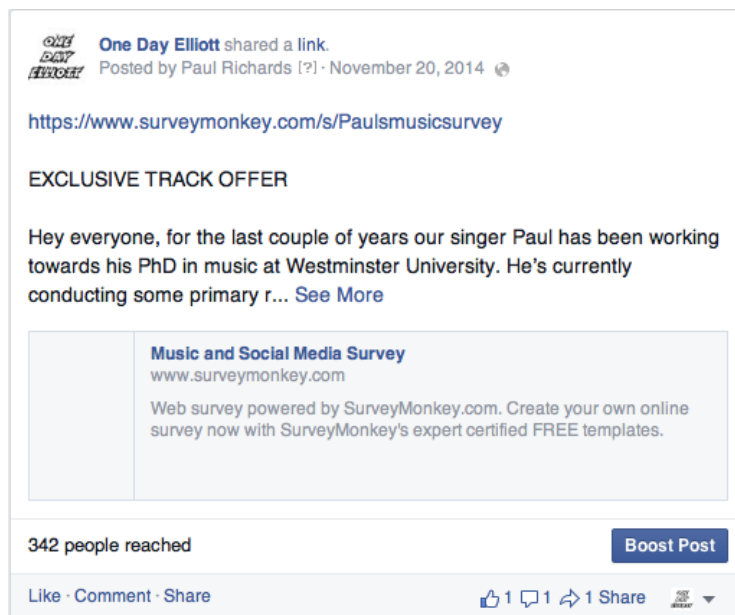 ONE
DAY
ELLIOTT
One Day Elliott shared a link.
Posted by Paul Richards [?] · November 20, 2014
https://www.surveymonkey.com/s/Paulsmusicsurvey
EXCLUSIVE TRACK OFFER
Hey everyone, for the last couple of years our singer Paul has been working
towards his PhD in music at Westminster University. He's currently
conducting some primary r... See More
Music and Social Media Survey
www.surveymonkey.com
Web survey powered by SurveyMonkey.com. Create your own online
survey now with SurveyMonkey's expert certified FREE templates.
342 people reached
Boost Post
Like · Comment · Share
1 1 1 Share